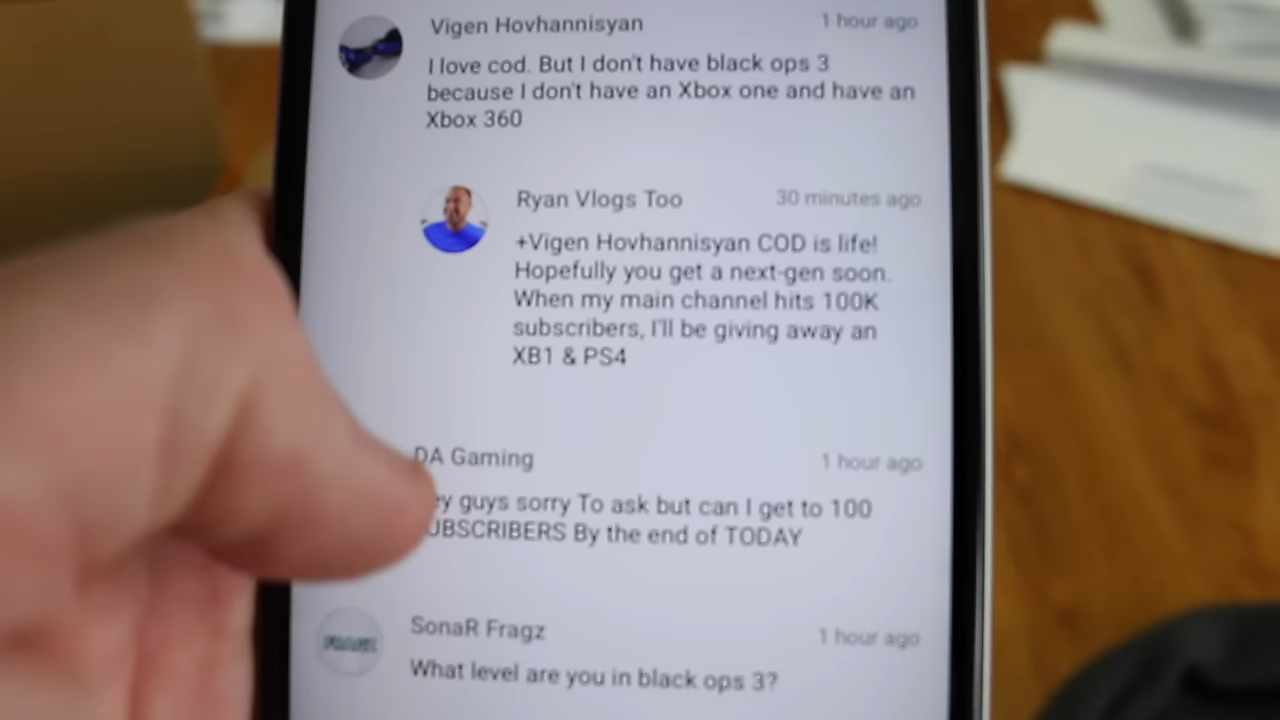 Vigen Hovhannisyan 1 hour ago
I love cod. But I don't have black ops 3
because I don't have an Xbox one and have an
Xbox 360
Ryan Vlogs Too 30 minutes ago
+Vigen Hovhannisyan COD is life!
Hopefully you get a next-gen soon.
When my main channel hits 100K
subscribers, I'll be giving away an
XB1 & PS4
DA Gaming 1 hour ago
ey guys sorry To ask but can I get to 100
UBSCRIBERS By the end of TODAY
SonaR Fragz 1 hour ago
What level are you in black ops 3?